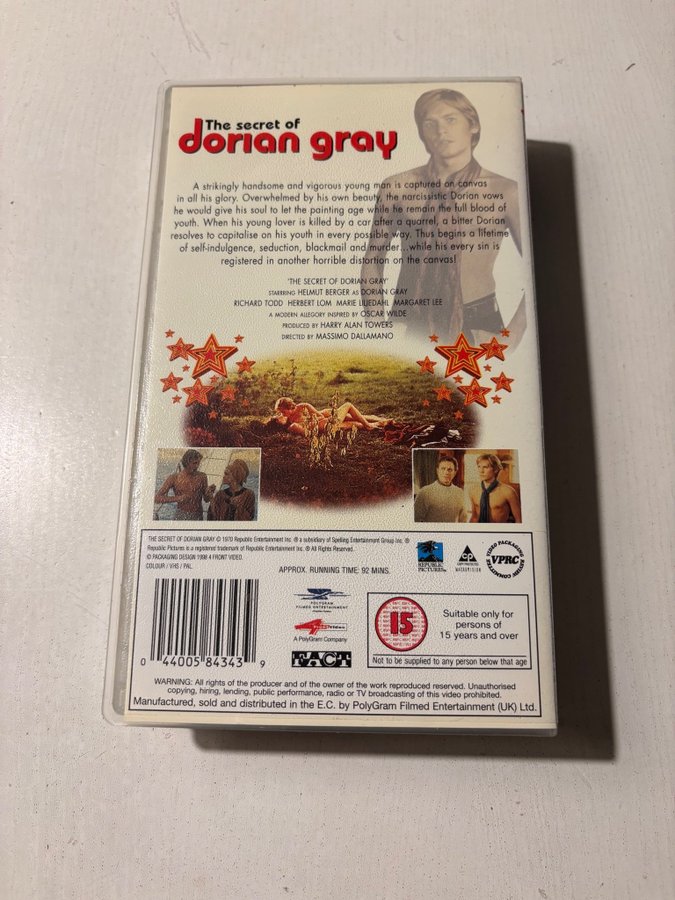 The secret of
dorian gray
A strikingly handsome and vigorous young man is captured on canvas
in all his glory. Overwhelmed by his own beauty, the narcissistic Dorian vows
he would give his soul to let the painting age while he remain the full blood of
youth. When his young lover is killed by a car after a quarrel, a bitter Dorian
resolves to capitalise on his youth in every possible way. Thus begins a lifetime
of self-indulgence, seduction, blackmail and murder...while his every sin is
registered in another horrible distortion on the canvas!
'THE SECRET OF DORIAN GRAY'
STARRING HELMUT BERGER AS DORIAN GRAY
RICHARD TODD HERBERT LOM MARIE LILJEDAHL MARGARET LEE
A MODERN ALLEGORY INSPIRED BY OSCAR WILDE
PRODUCED BY HARRY ALAN TOWERS
DIRECTED BY MASSIMO DALLAMANO
THE SECRET OF DORIAN GRAY © 1970 Republic Entertainment Inc. ® a subsidiary of Spelling Entertainment Group Inc. ®
Republic Pictures is a registered trademark of Republic Entertainment Inc. ® All Rights Reserved.
© PACKAGING DESIGN 1998 4 FRONT VIDEO.
COLOUR / VHS / PAL.
APPROX. RUNNING TIME: 92 MINS.
REPUBLIC
PICTURES
CP
COPY PROTECTED
MACROVISION
VIDEO PACKAGING REVIEW COMMITTEE
VPRC
POLYGRAM
FILMED ENTERTAINMENT
A PolyGram Company
FACT
0 44005 84343 9
15
Suitable only for
persons of
15 years and over
Not to be supplied to any person below that age
WARNING: All rights of the producer and of the owner of the work reproduced reserved. Unauthorised
copying, hiring, lending, public performance, radio or TV broadcasting of this video prohibited.
Manufactured, sold and distributed in the E.C. by PolyGram Filmed Entertainment (UK) Ltd.